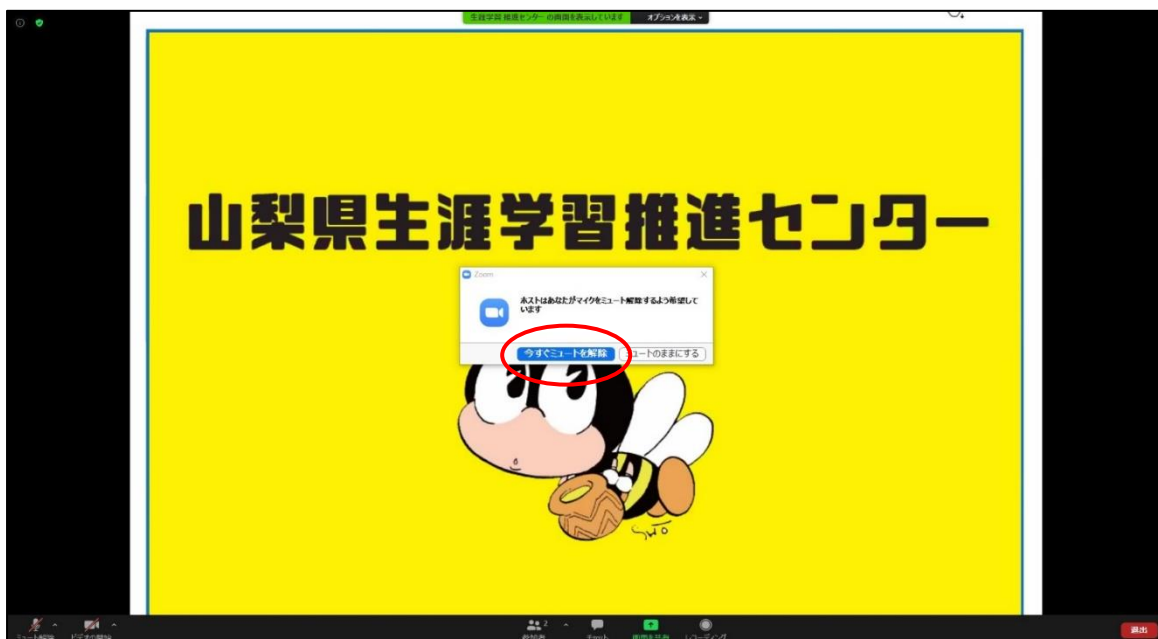 生涯学習 推進センター の画面を表示しています オプションを表示
山梨県生涯学習推進センター
Zoom
ホストはあなたがマイクをミュート解除するよう希望して
います
今すぐミュートを解除 ミュートのままにする
2
ミュート解除 ビデオの開始 参加者 チャット 画面を共有 レコーディング 退出